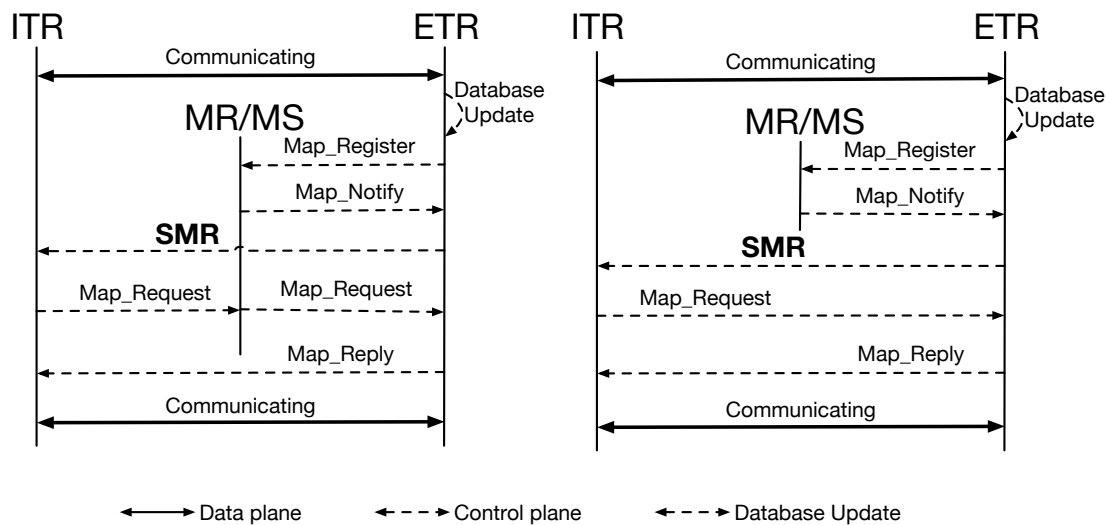 ITR
ETR
Communicating
Database
Update
MR/MS
Map_Register
Map_Notify
SMR
Map_Request
Map_Request
Map_Reply
Communicating
ITR
ETR
Communicating
Database
Update
MR/MS
Map_Register
Map_Notify
SMR
Map_Request
Map_Reply
Communicating
Data plane
Control plane
Database Update